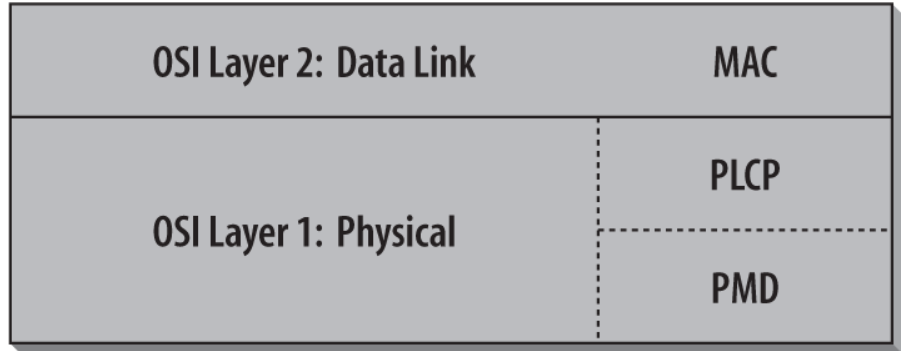 OSI Layer 2: Data Link MAC
PLCP
OSI Layer 1: Physical
PMD